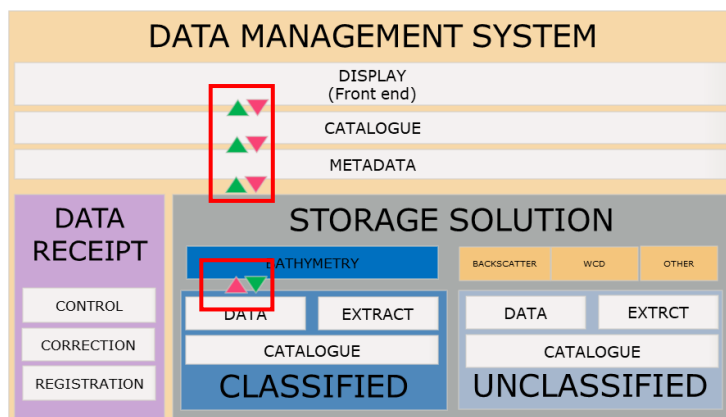 DATA MANAGEMENT SYSTEM
DISPLAY
(Front end)
CATALOGUE
METADATA
DATA
RECEIPT
CONTROL
CORRECTION
REGISTRATION
STORAGE SOLUTION
BATHYMETRY
BACKSCATTER
WCD
OTHER
DATA
EXTRACT
CATALOGUE
CLASSIFIED
DATA
EXTRCT
CATALOGUE
UNCLASSIFIED